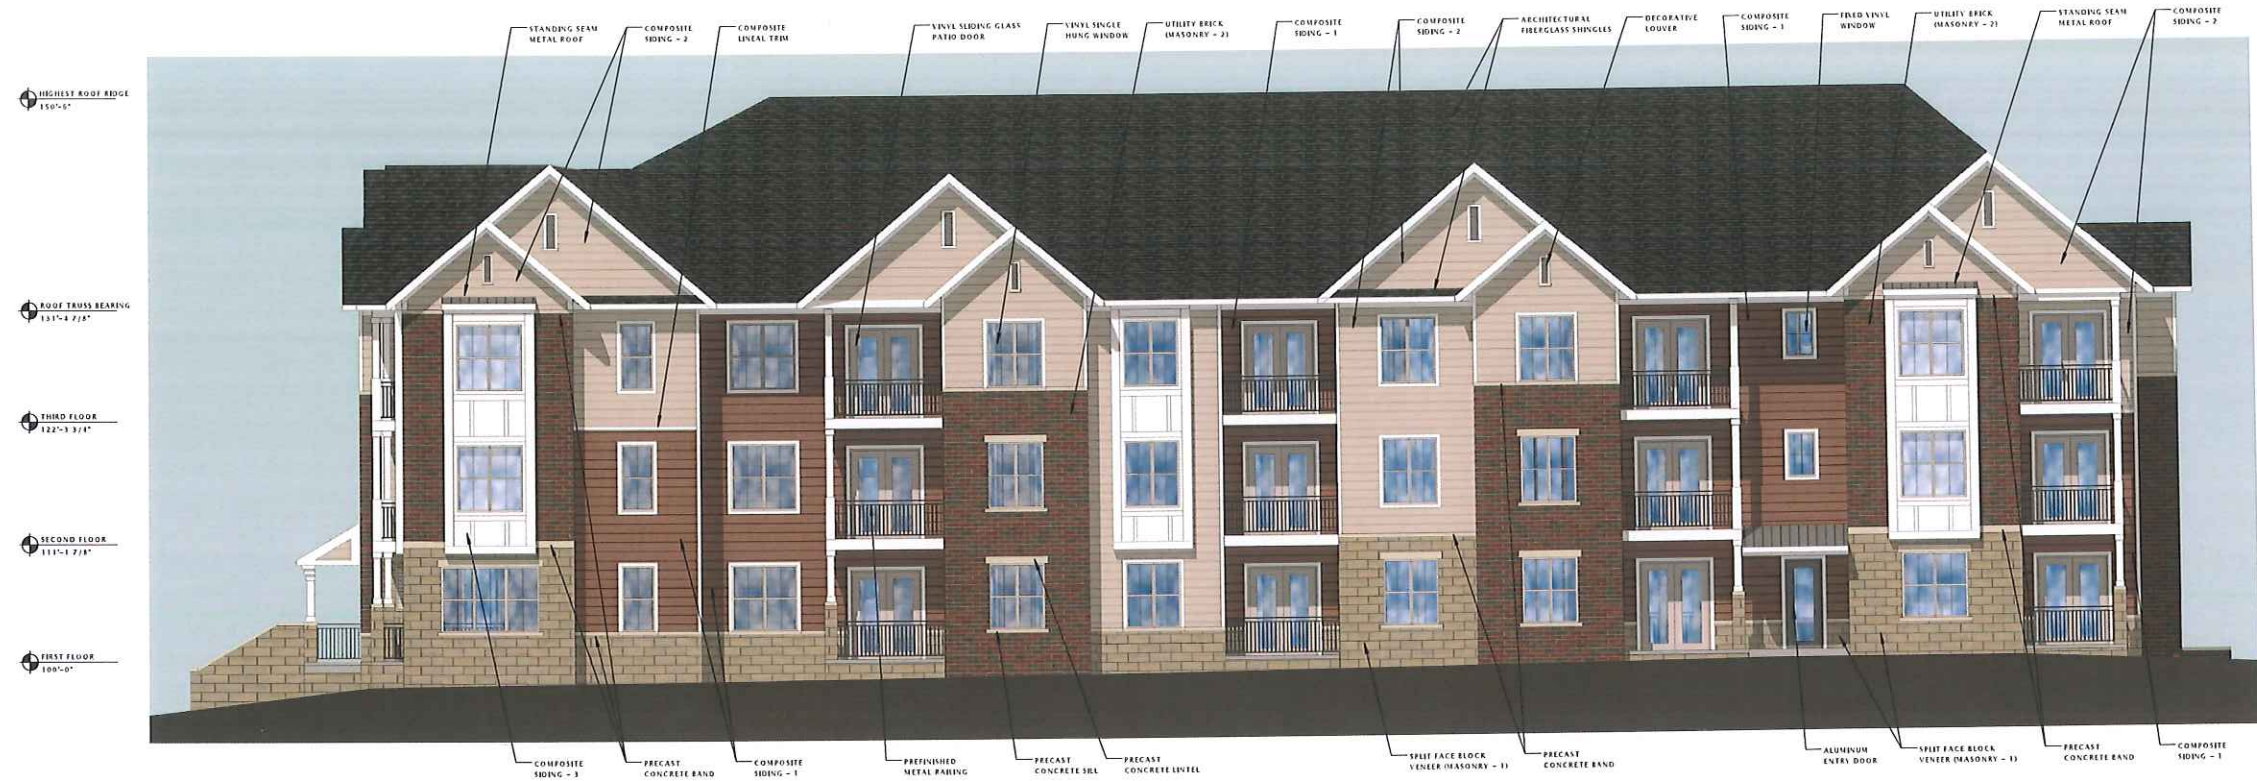 STANDING SEAM
METAL ROOF
COMPOSITE
SIDING - 2
COMPOSITE
LINEAL TRIM
VINYL SLIDING GLASS
PATIO DOOR
VINYL SINGLE
HUNG WINDOW
UTILITY BRICK
(MASONRY - 2)
COMPOSITE
SIDING - 1
COMPOSITE
SIDING - 2
ARCHITECTURAL
FIBERGLASS SHINGLES
DECORATIVE
LOUVER
COMPOSITE
SIDING - 1
FIXED VINYL
WINDOW
UTILITY BRICK
(MASONRY - 2)
STANDING SEAM
METAL ROOF
COMPOSITE
SIDING - 2
HIGHEST ROOF RIDGE
150'-6"
ROOF TRUSS BEARING
131'-4 7/8"
THIRD FLOOR
122'-3 3/4"
SECOND FLOOR
111'-1 7/8"
FIRST FLOOR
100'-0"
COMPOSITE
SIDING - 3
PRECAST
CONCRETE BAND
COMPOSITE
SIDING - 1
PREFINISHED
METAL RAILING
PRECAST
CONCRETE SILL
PRECAST
CONCRETE LINTEL
SPLIT FACE BLOCK
VENEER (MASONRY - 1)
PRECAST
CONCRETE BAND
ALUMINUM
ENTRY DOOR
SPLIT FACE BLOCK
VENEER (MASONRY - 1)
PRECAST
CONCRETE BAND
COMPOSITE
SIDING - 1